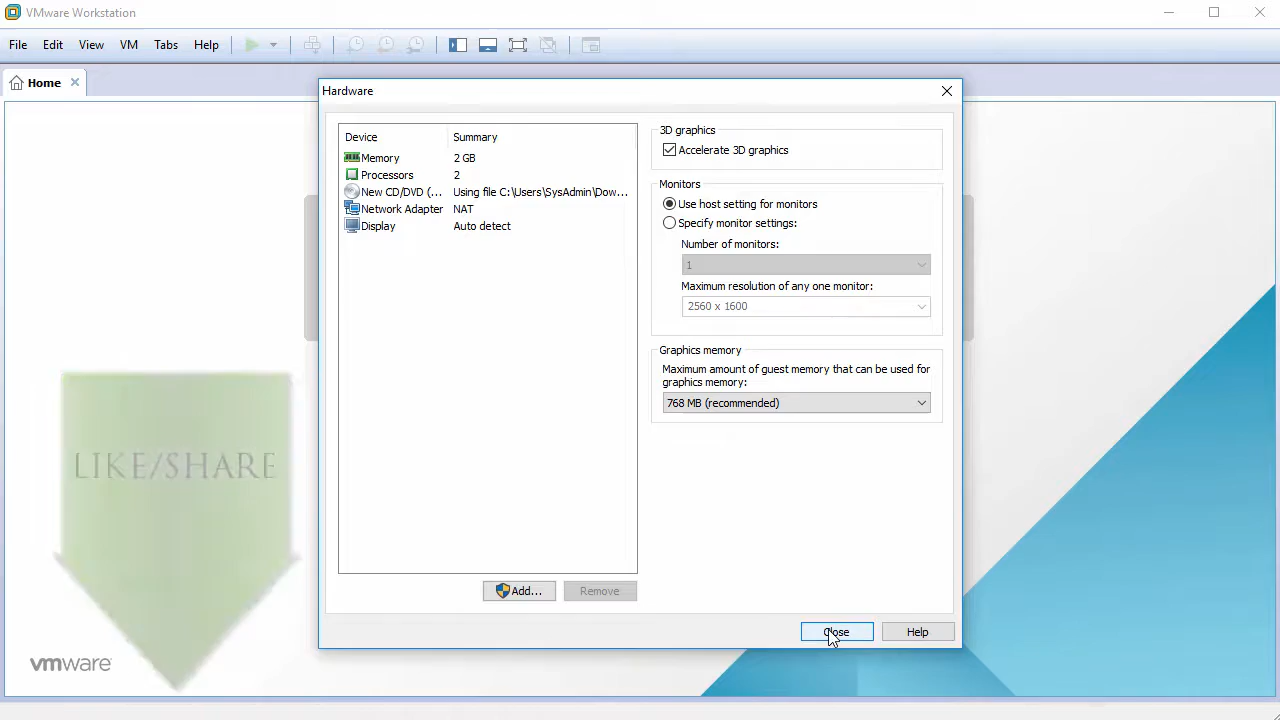 VMware Workstation
File Edit View VM Tabs Help
Home
Hardware
Device Summary
Memory 2 GB
Processors 2
New CD/DVD (... Using file C:\Users\SysAdmin\Dow...
Network Adapter NAT
Display Auto detect
Add... Remove
3D graphics
Accelerate 3D graphics
Monitors
Use host setting for monitors
Specify monitor settings:
Number of monitors:
1
Maximum resolution of any one monitor:
2560 x 1600
Graphics memory
Maximum amount of guest memory that can be used for
graphics memory:
768 MB (recommended)
Close Help
LIKE/SHARE
vmware